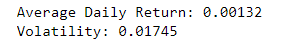 Average Daily Return: 0.00132
Volatility: 0.01745